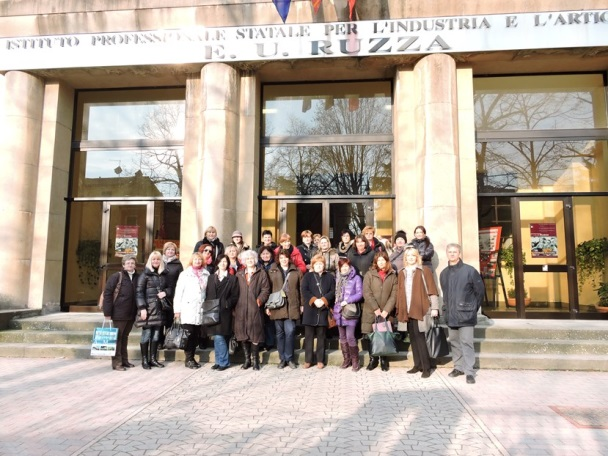 ISTITUTO PROFESSIONALE STATALE PER L'INDUSTRIA E L'ARTIG
E. U. RUZZA